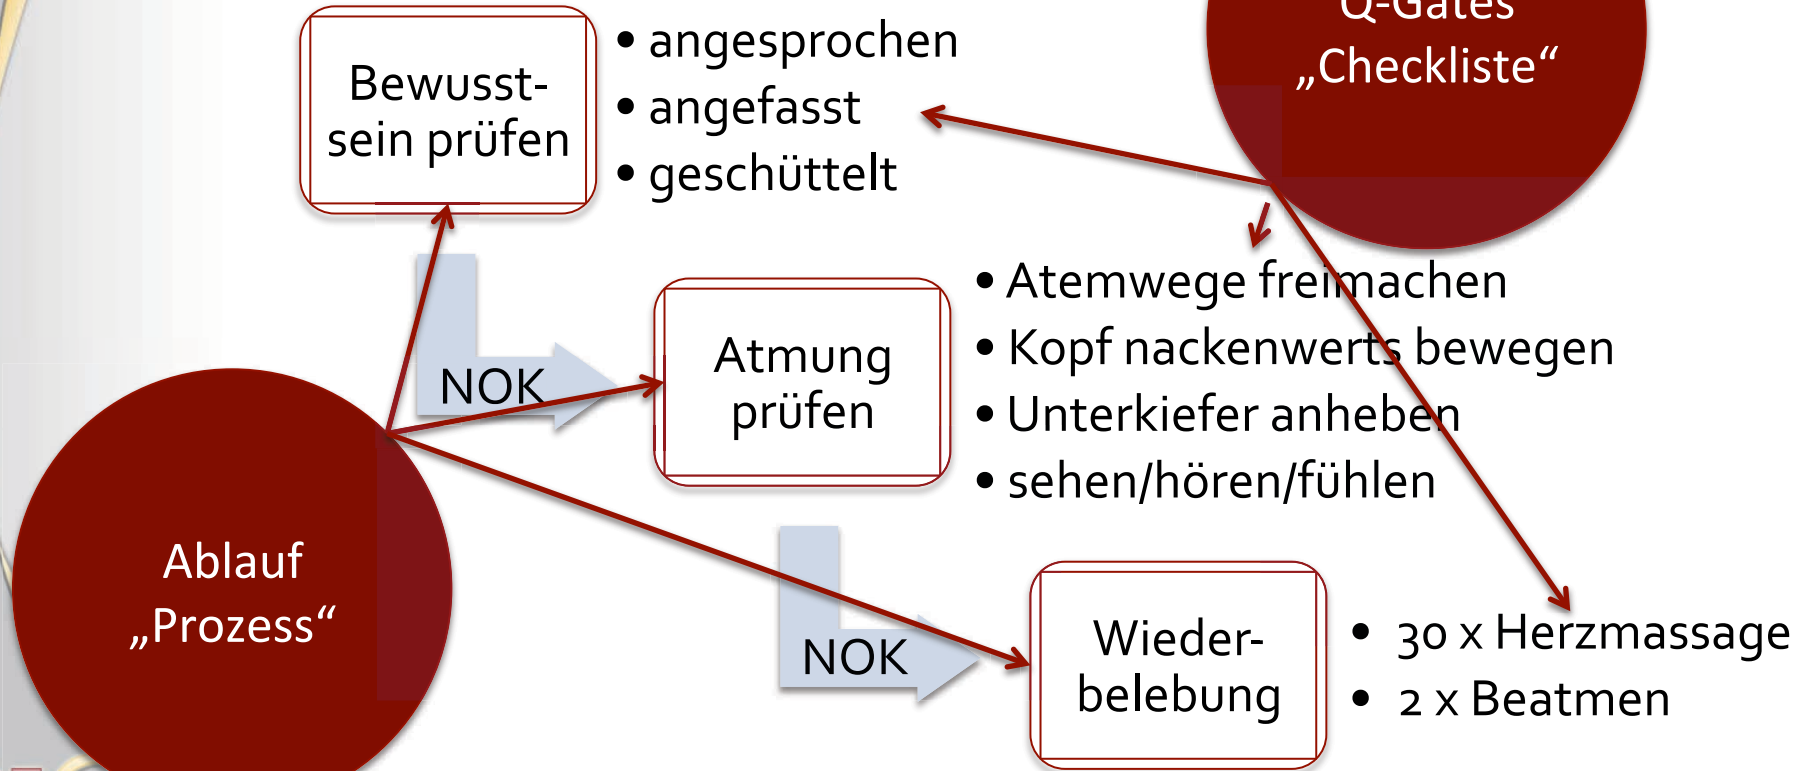 Q-Gates
„Checkliste“
Bewusst-
sein prüfen
• angesprochen
• angefasst
• geschüttelt
NOK
Atmung
prüfen
• Atemwege freimachen
• Kopf nackenwerts bewegen
• Unterkiefer anheben
• sehen/hören/fühlen
Ablauf
„Prozess“
NOK
Wieder-
belebung
• 30 x Herzmassage
• 2 x Beatmen